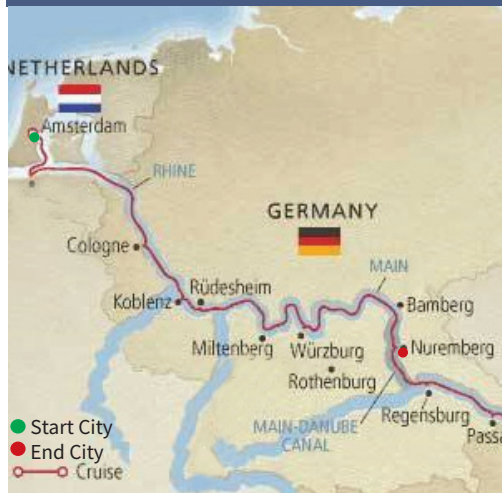 NETHERLANDS
Amsterdam
RHINE
GERMANY
Cologne
MAIN
Koblenz
Rüdesheim
Bamberg
Miltenberg
Würzburg
Nuremberg
Rothenburg
Regensburg
MAIN-DANUBE
CANAL
Passa
Start City
End City
Cruise